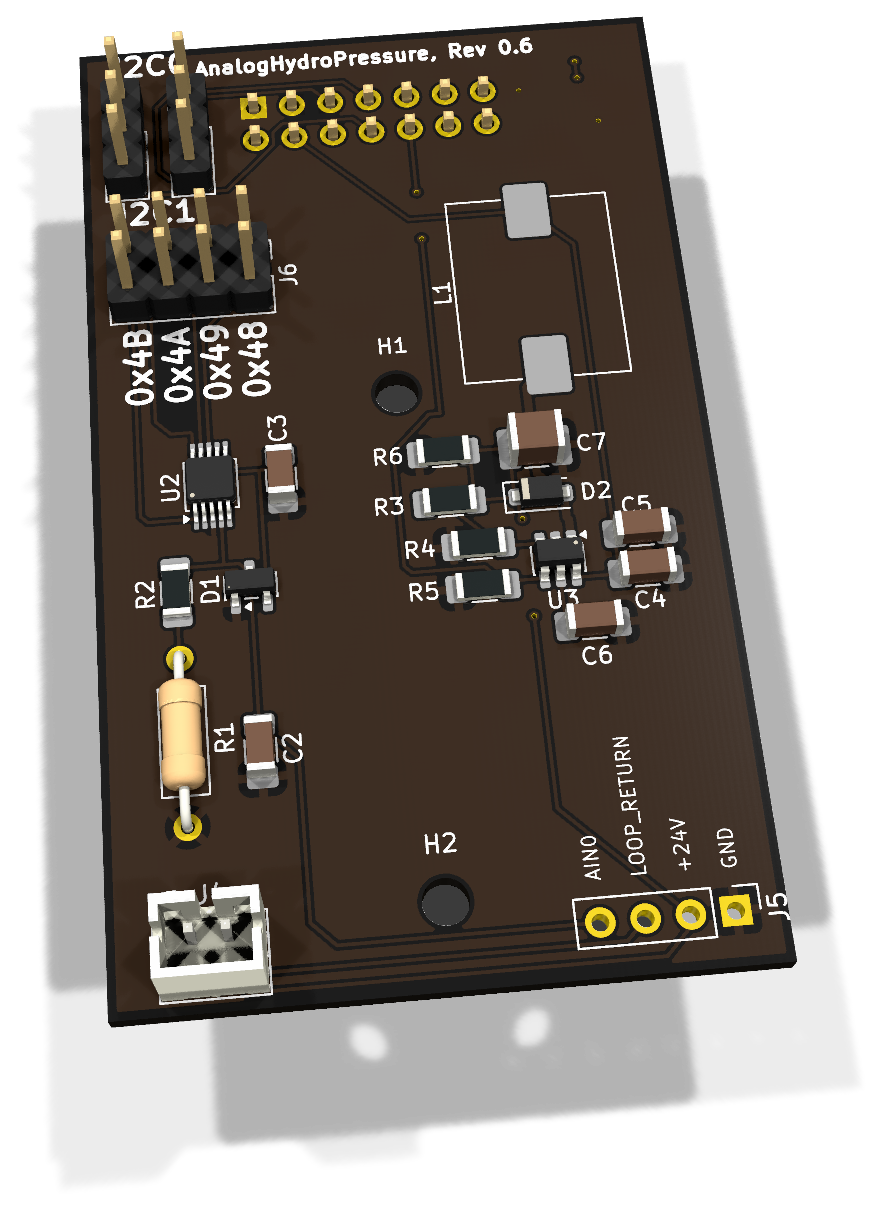 I2C0
AnalogHydroPressure, Rev 0.6
I2C1
J6
0x4B
0x4A
0x49
0x48
L1
H1
C3
C7
R6
U2
D2
R3
C5
R4
R2
D1
R5
U3
C4
C6
R1
C2
H2
AIN0
LOOP_RETURN
+24V
GND
J5